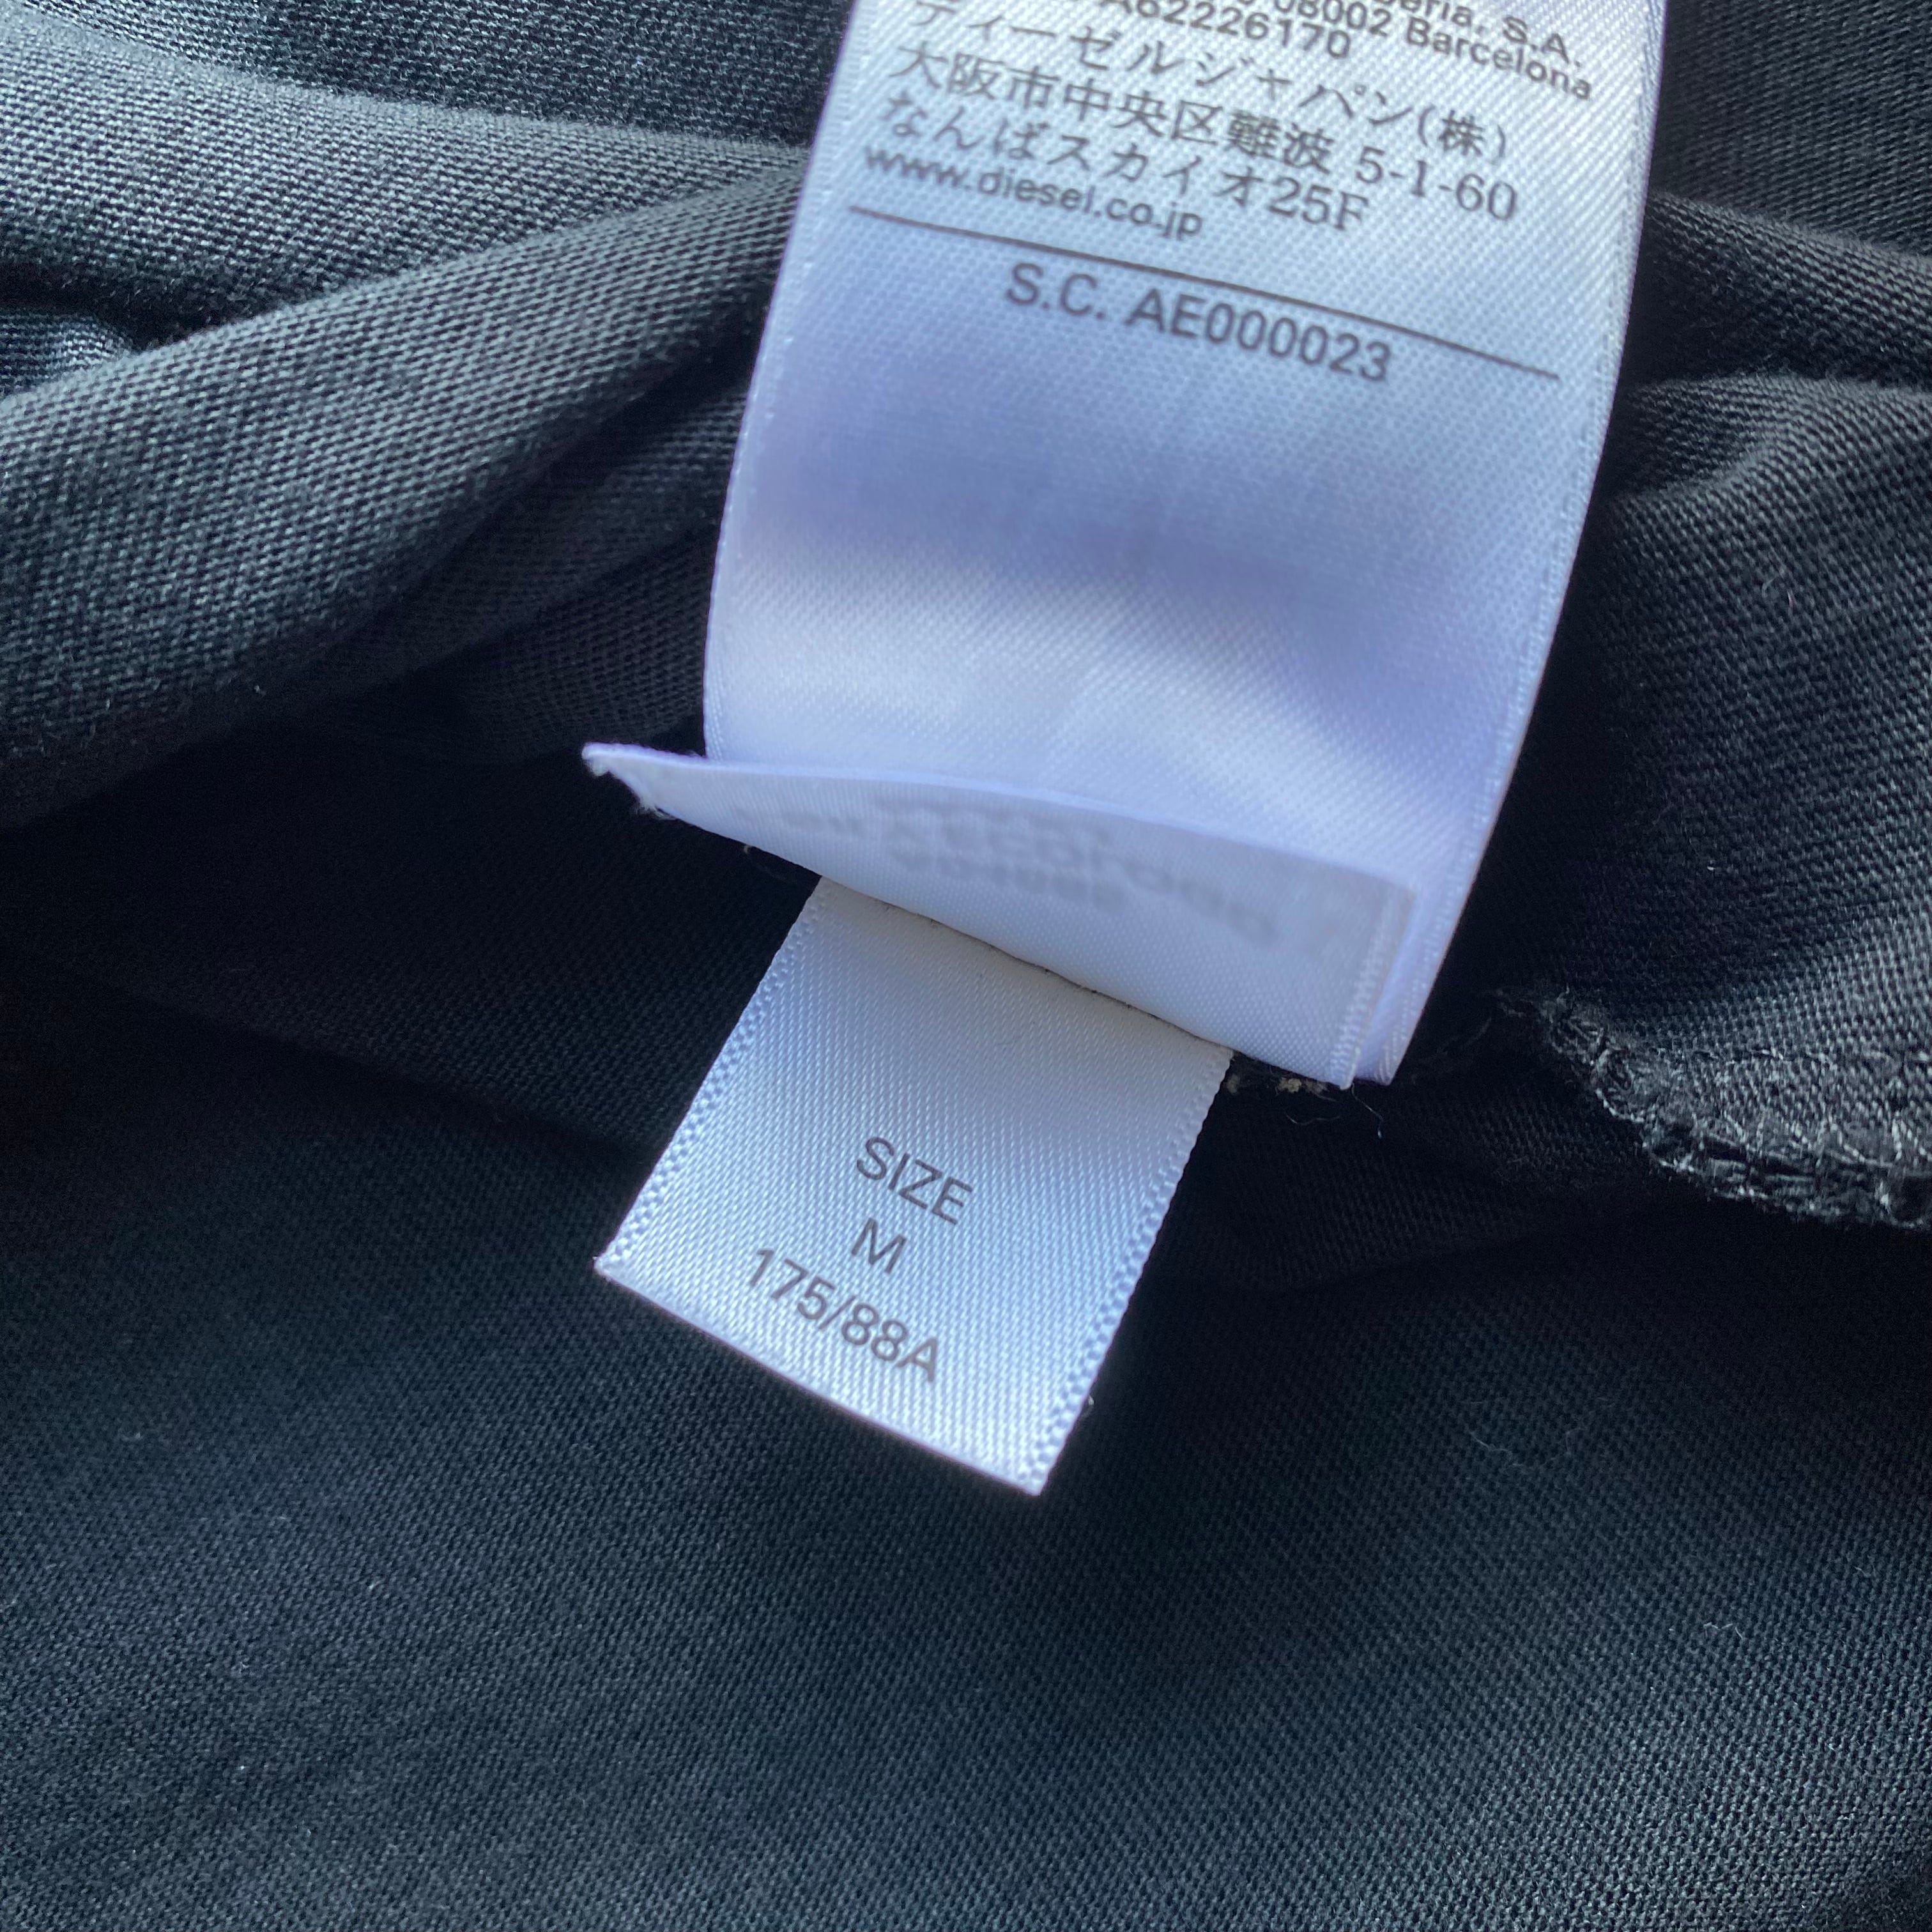 S.A.
08002 Barcelona
A62226170
ディーゼルジャパン(株)
大阪市中央区難波 5-1-60
なんばスカイオ25F
www.diesel.co.jp
S.C. AE000023
SIZE
M
175/88A